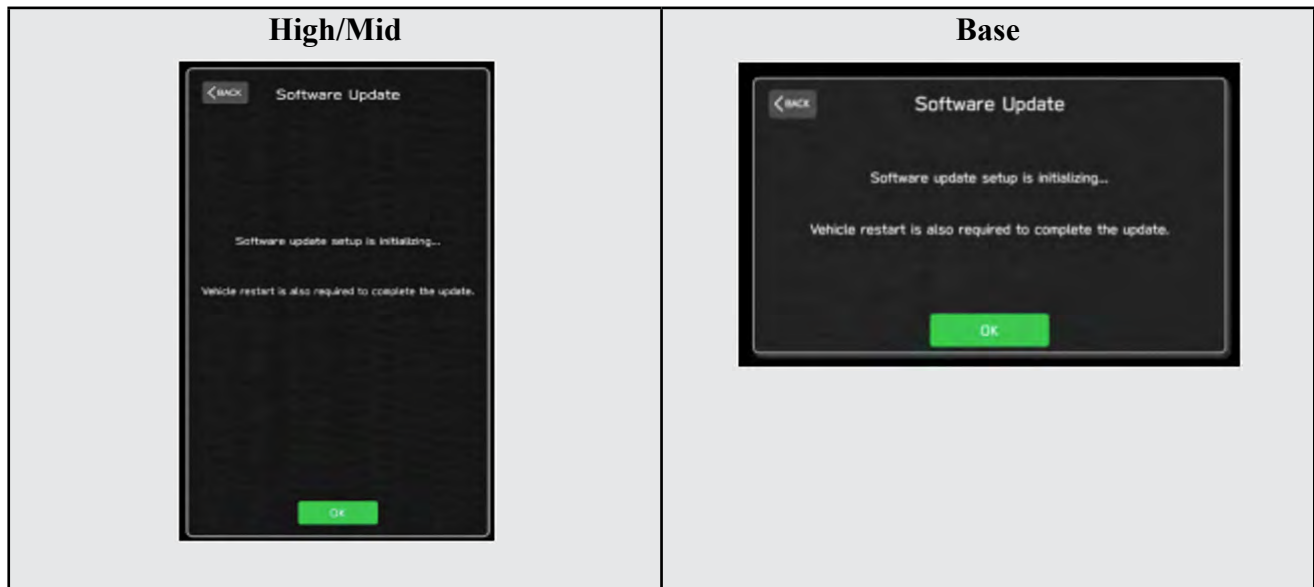 High/Mid
BACK
Software Update
Software update setup is initializing...
Vehicle restart is also required to complete the update.
OK
Base
BACK
Software Update
Software update setup is initializing...
Vehicle restart is also required to complete the update.
OK